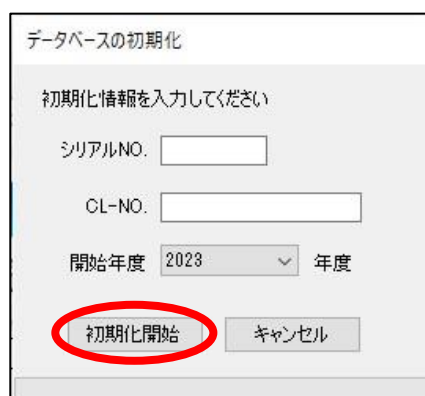 データベースの初期化
初期化情報を入力してください
シリアルNO.
CL-NO.
開始年度 2023 年度
初期化開始 キャンセル